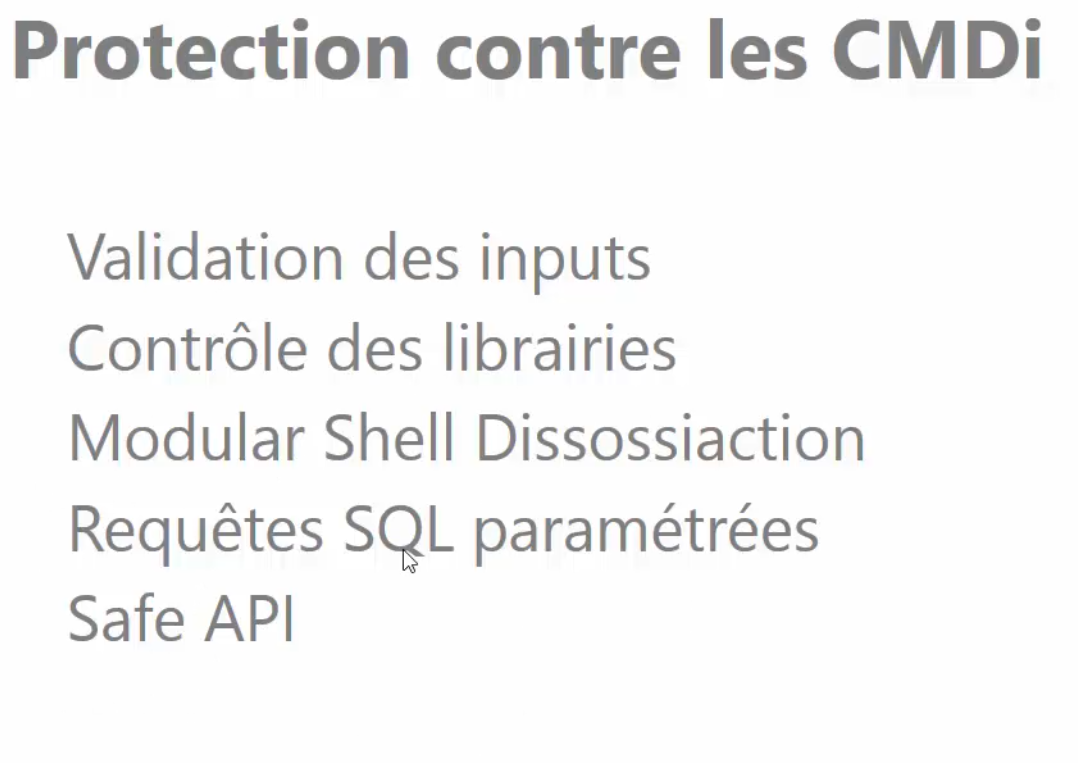 Protection contre les CMDi
Validation des inputs
Contrôle des librairies
Modular Shell Dissossiaction
Requêtes SQL paramétrées
Safe API